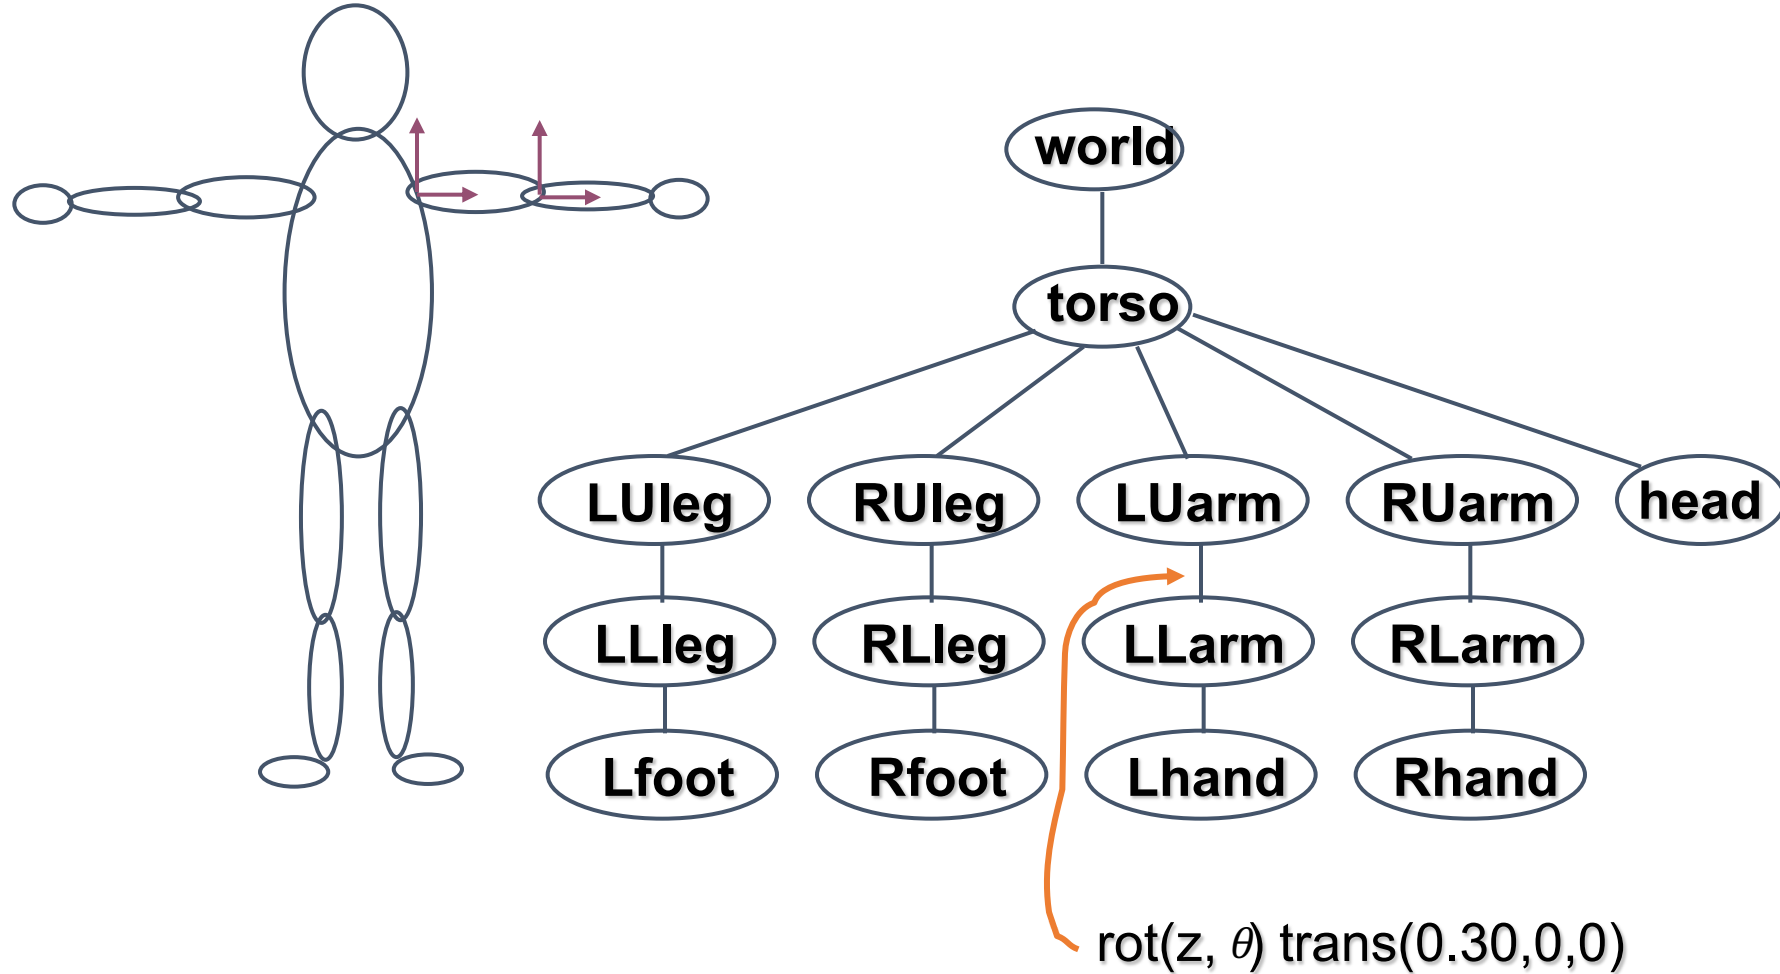 world
torso
LUleg RUleg LUarm RUarm head
LLleg RLleg LLarm RLarm
Lfoot Rfoot Lhand Rhand
rot(z, θ) trans(0.30,0,0)